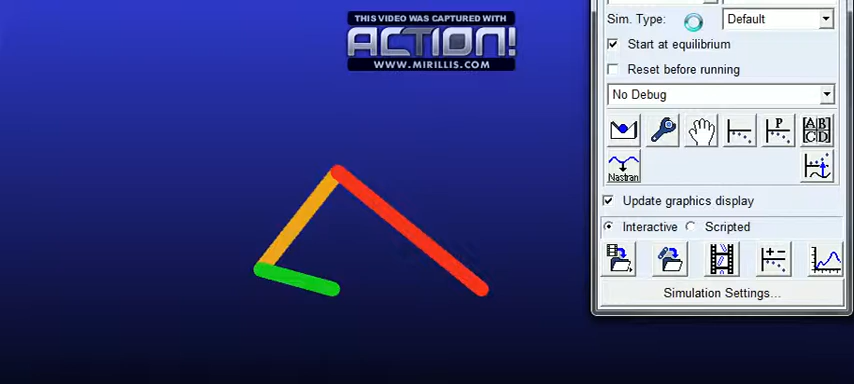 THIS VIDEO WAS CAPTURED WITH
ACTION!
WWW.MIRILLIS.COM
Sim. Type:
Default
Start at equilibrium
Reset before running
No Debug
P
A B
C D
Nastran
Update graphics display
Interactive
Scripted
Simulation Settings...